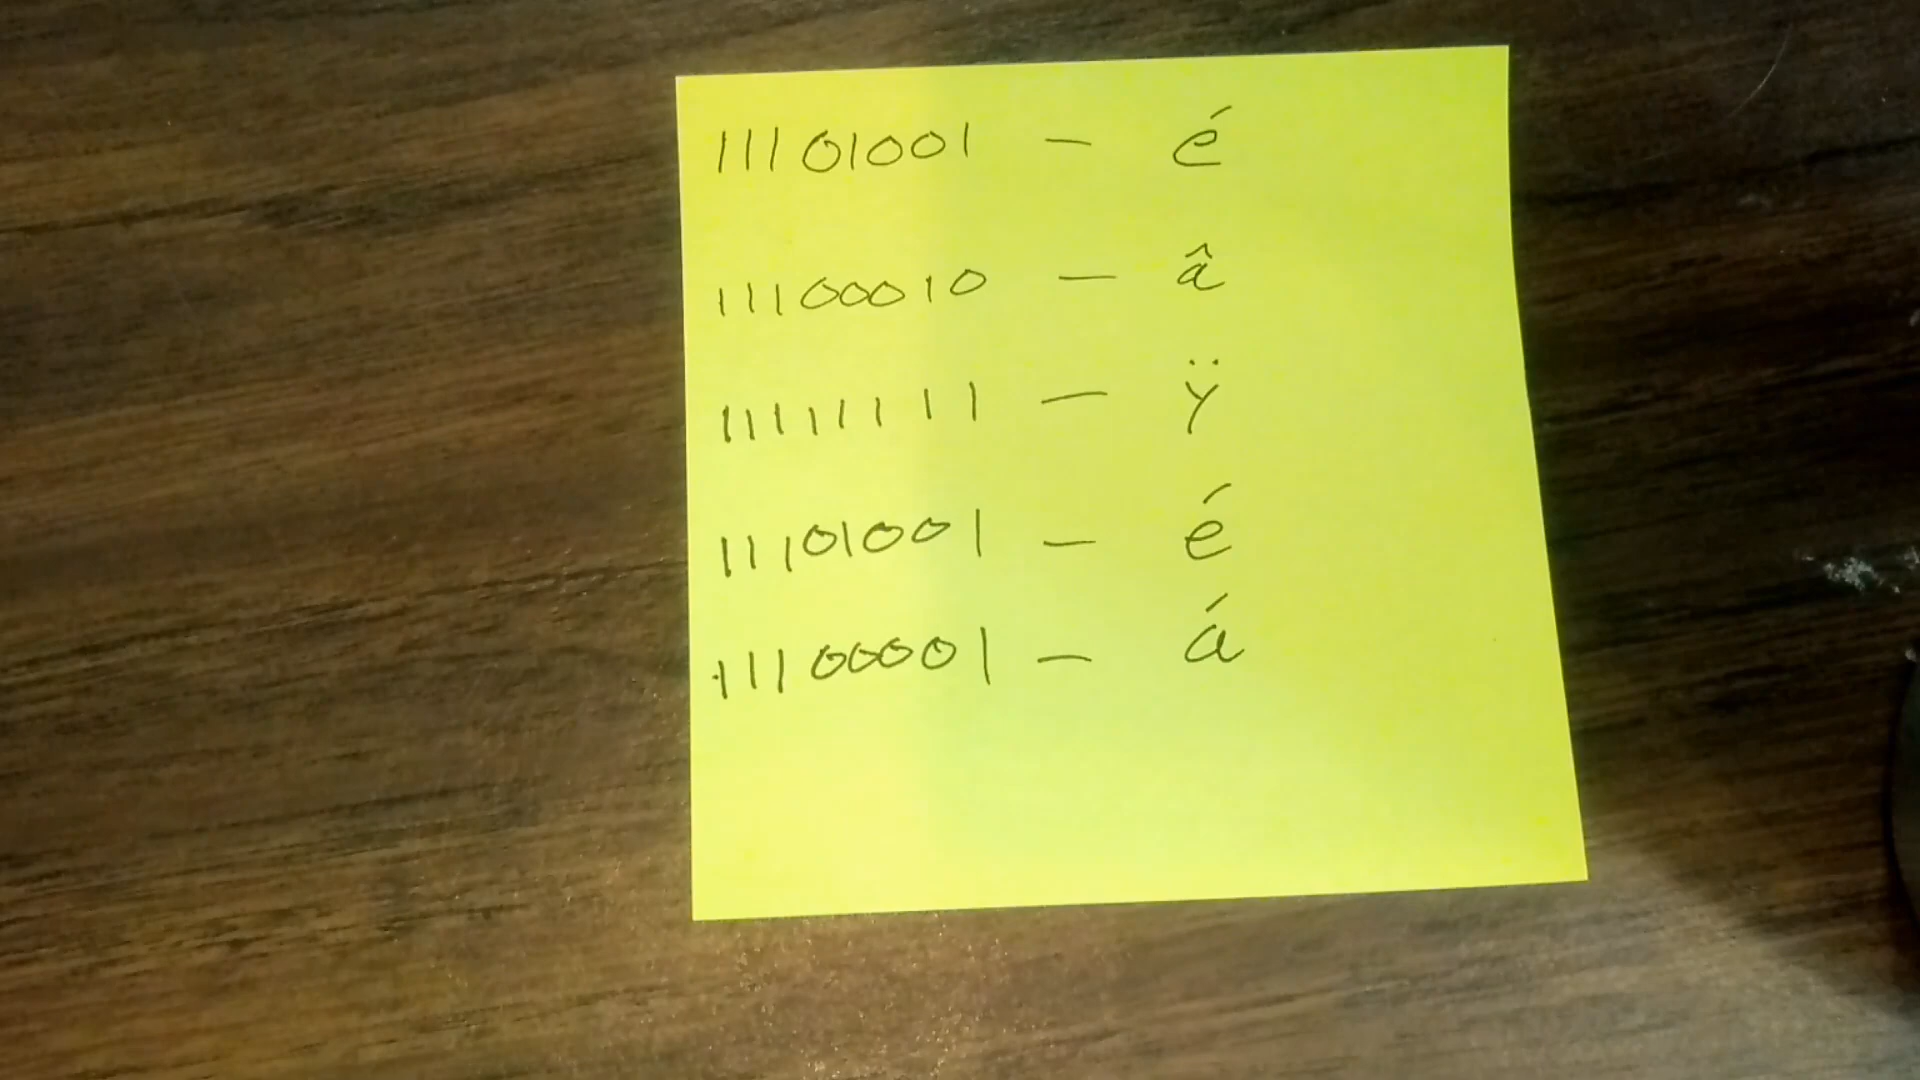 11101001 - é
11100010 - â
11111111 - ÿ
11101001 - é
11100001 - á